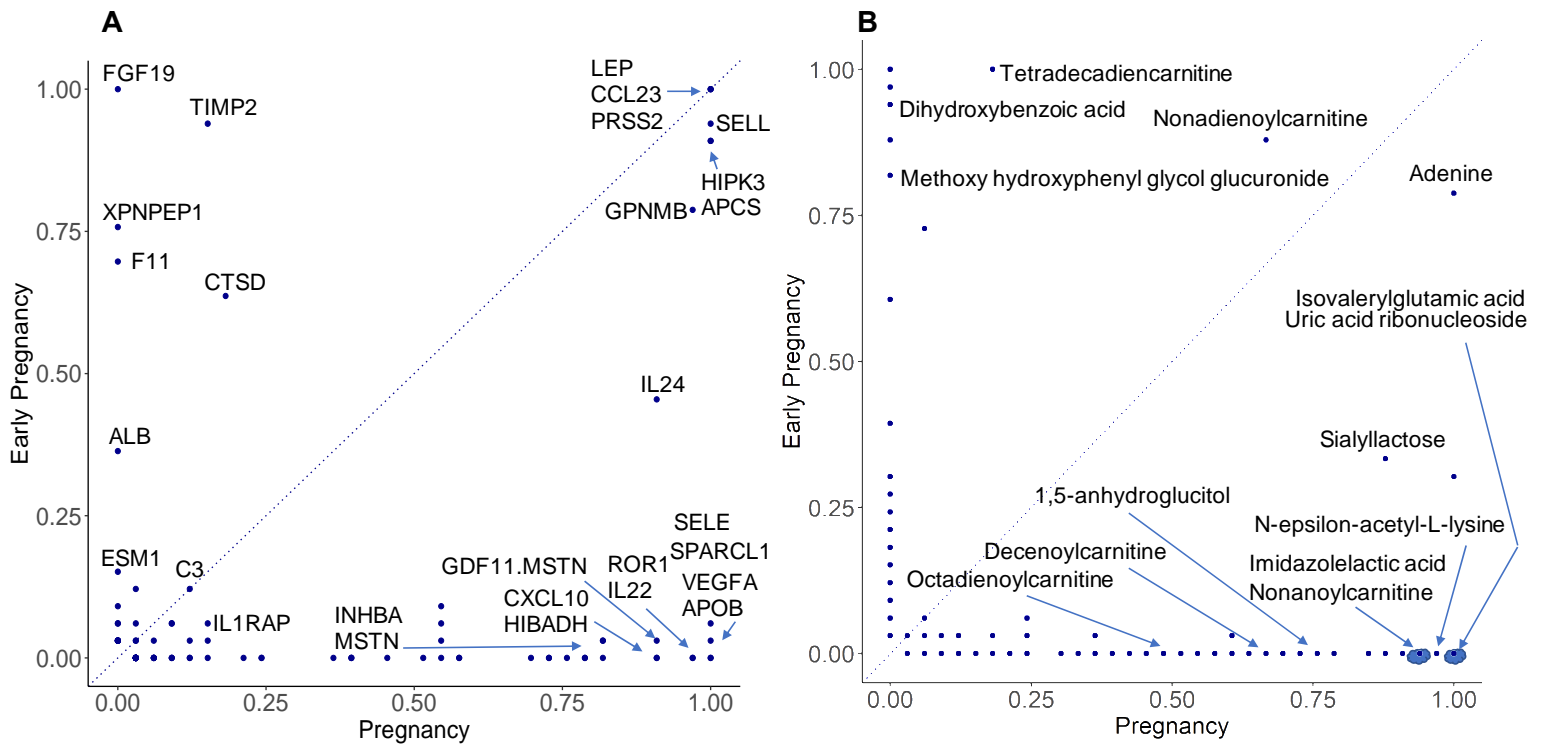 A
FGF19
TIMP2
LEP
CCL23
PRSS2
SELL
HIPK3
APCS
GPNMB
XPNPEP1
F11
CTSD
IL24
ALB
ESM1
C3
IL1RAP
INHBA
MSTN
GDF11.MSTN
CXCL10
HIBADH
ROR1
IL22
SELE
SPARCL1
VEGFA
APOB
Early Pregnancy
1.00
0.75
0.50
0.25
0.00
0.00 0.25 0.50 0.75 1.00
Pregnancy
B
Tetradecadiencarnitine
Dihydroxybenzoic acid
Nonadienoylcarnitine
Methoxy hydroxyphenyl glycol glucuronide
Adenine
Isovalerylglutamic acid
Uric acid ribonucleoside
Sialyllactose
1,5-anhydroglucitol
N-epsilon-acetyl-L-lysine
Decenoylcarnitine
Imidazolelactic acid
Octadienoylcarnitine
Nonanoylcarnitine
Early Pregnancy
1.00
0.75
0.50
0.25
0.00
0.00 0.25 0.50 0.75 1.00
Pregnancy